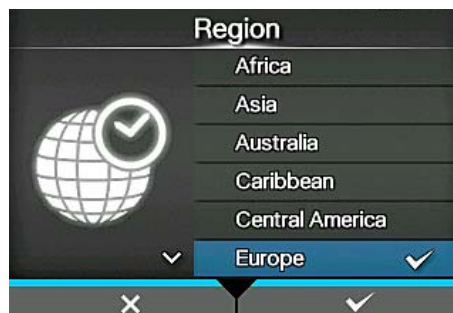 Region
Africa
Asia
Australia
Caribbean
Central America
Europe